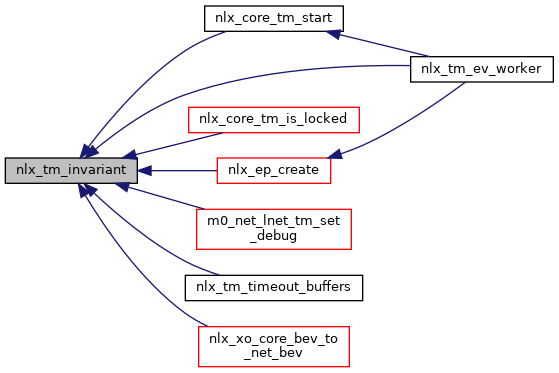 nlx_core_tm_start
nlx_tm_ev_worker
nlx_core_tm_is_locked
nlx_tm_invariant
nlx_ep_create
m0_net_lnet_tm_set
_debug
nlx_tm_timeout_buffers
nlx_xo_core_bev_to
_net_bev